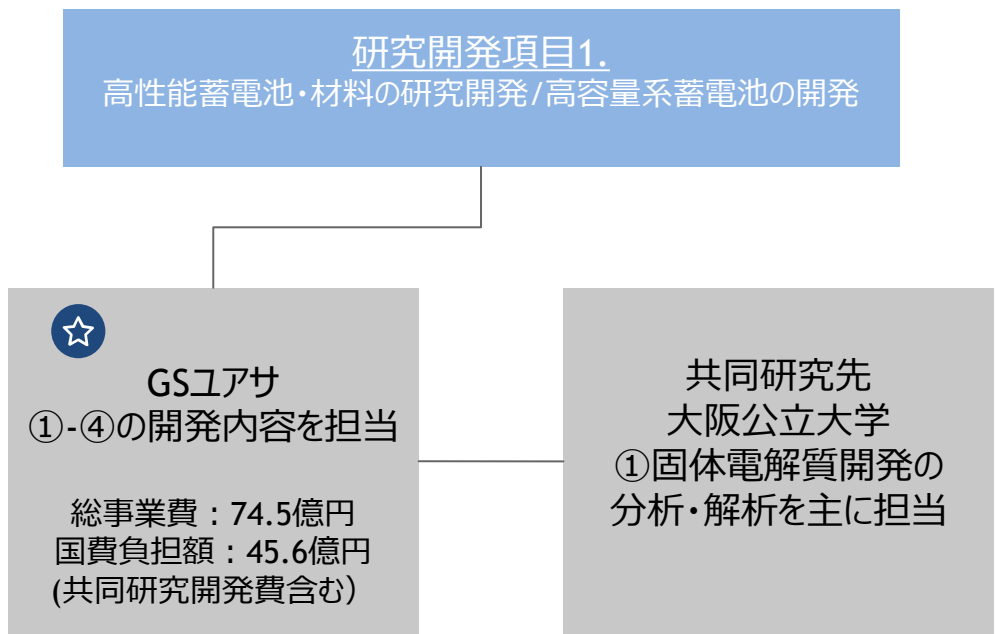 研究開発項目1.
高性能蓄電池・材料の研究開発/高容量系蓄電池の開発
GSユアサ
①-④の開発内容を担当
総事業費：74.5億円
国費負担額：45.6億円
(共同研究開発費含む）
共同研究先
大阪公立大学
①固体電解質開発の
分析・解析を主に担当